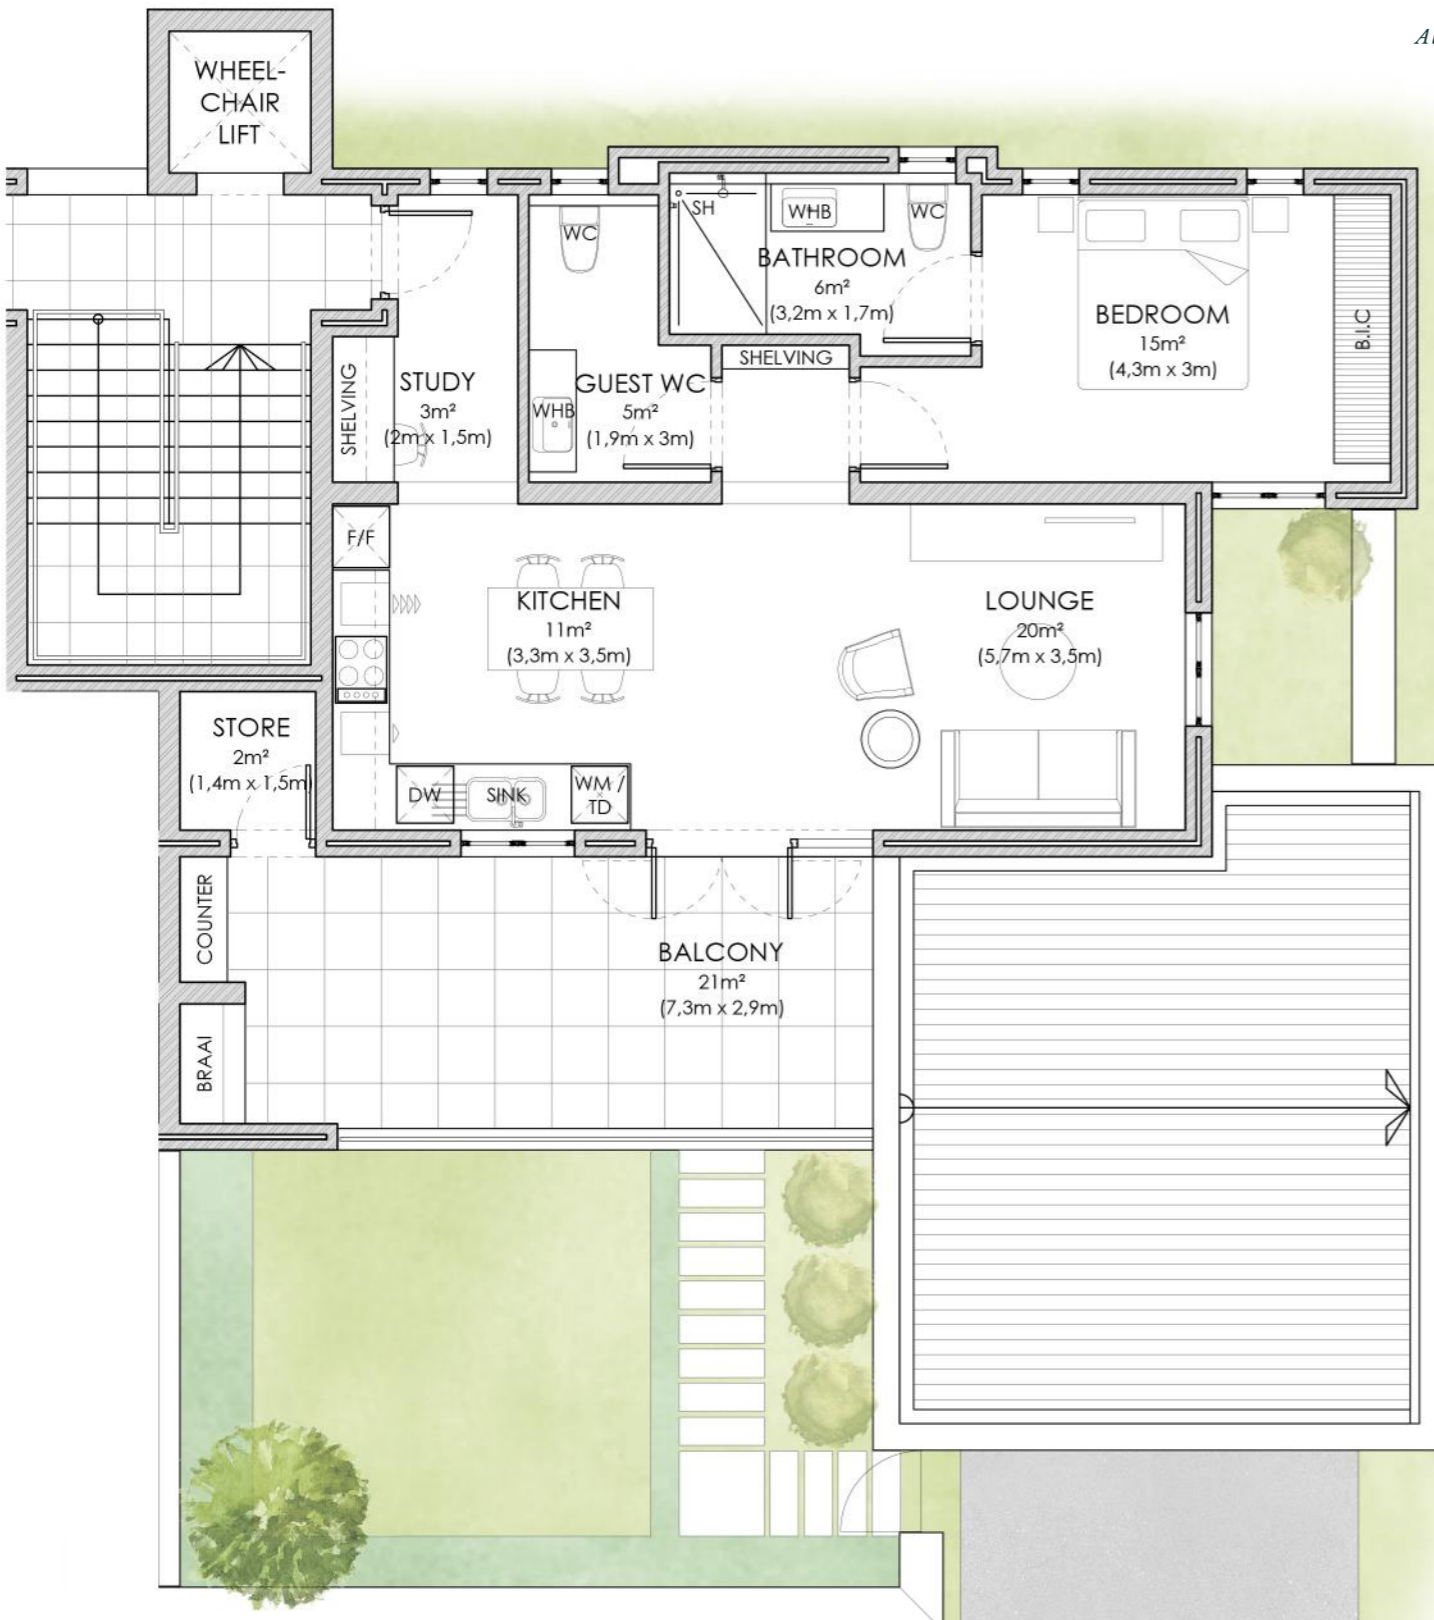 WHEEL-
CHAIR
LIFT
SH
WHB
WC
WC
BATHROOM
6m²
(3,2m x 1,7m)
BEDROOM
15m²
(4,3m x 3m)
B.I.C
SHELVING
SHELVING
STUDY
3m²
(2m x 1,5m)
GUEST WC
5m²
(1,9m x 3m)
WHB
F/F
KITCHEN
11m²
(3,3m x 3,5m)
LOUNGE
20m²
(5,7m x 3,5m)
STORE
2m²
(1,4m x 1,5m)
DW
SINK
WM /
TD
COUNTER
BALCONY
21m²
(7,3m x 2,9m)
BRAAI